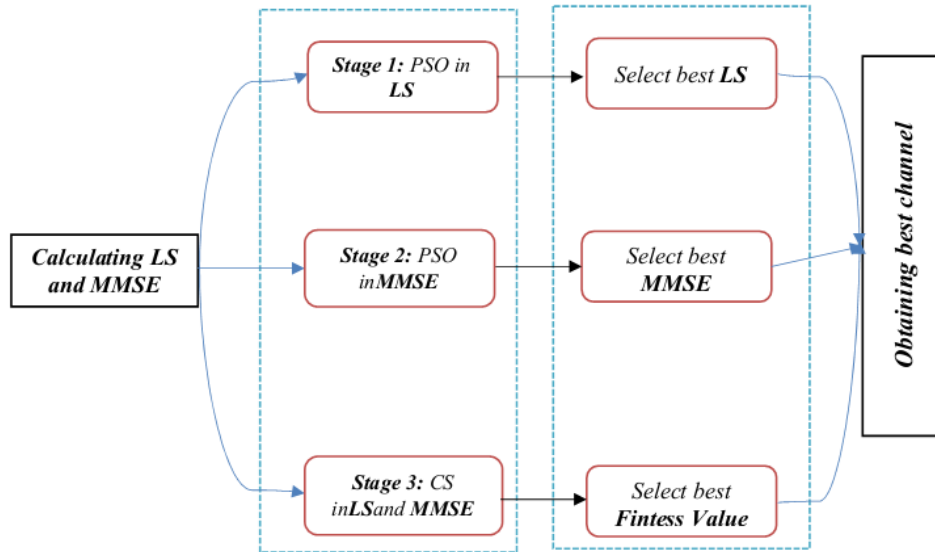 Stage 1: PSO in
LS
Select best LS
Calculating LS
and MMSE
Stage 2: PSO
inMMSE
Select best
MMSE
Obtaining best channel
Stage 3: CS
inLSand MMSE
Select best
Fintess Value